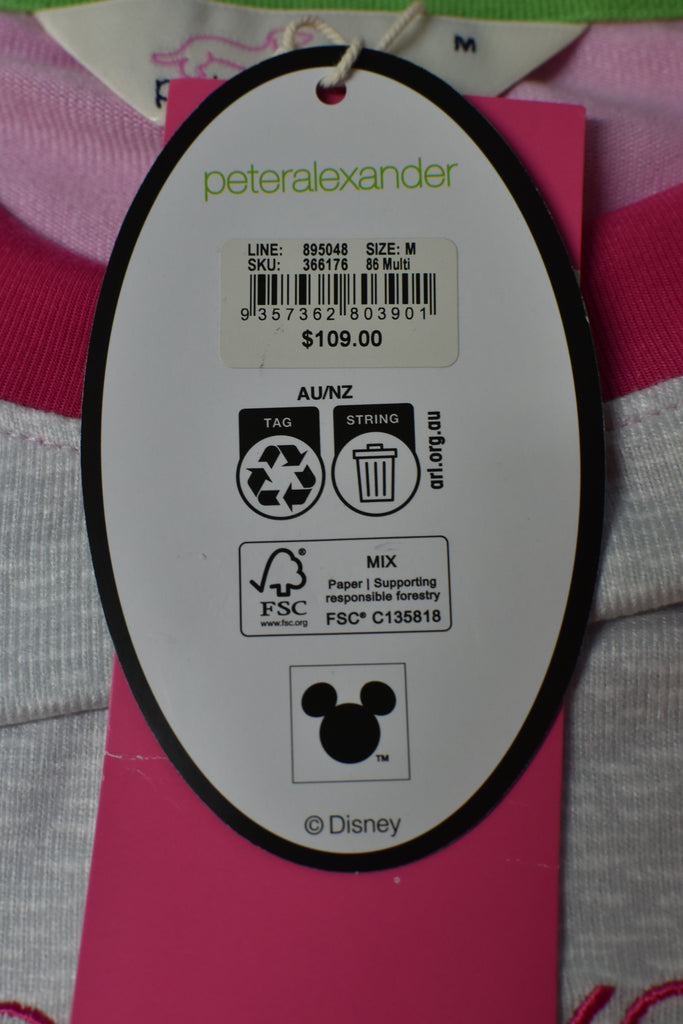 M
peteralexander
LINE: 895048 SIZE: M
SKU: 366176 86 Multi
9 357362 803901
$109.00
AU/NZ
TAG
STRING
arl.org.au
MIX
Paper | Supporting
responsible forestry
FSC® C135818
FSC
www.fsc.org
TM
© Disney